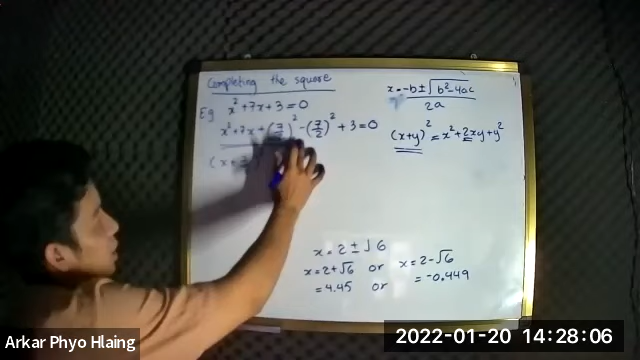 Completing the square
Eg x²+7x+3=0
x²+7x+(7/2)²-(7/2)²+3=0
(x+
x = -b±√b²-4ac / 2a
(x+y)² = x²+2xy+y²
x = 2 ± √6
x = 2+√6 or x = 2-√6
= 4.45 or = -0.449
Arkar Phyo Hlaing
2022-01-20 14:28:06